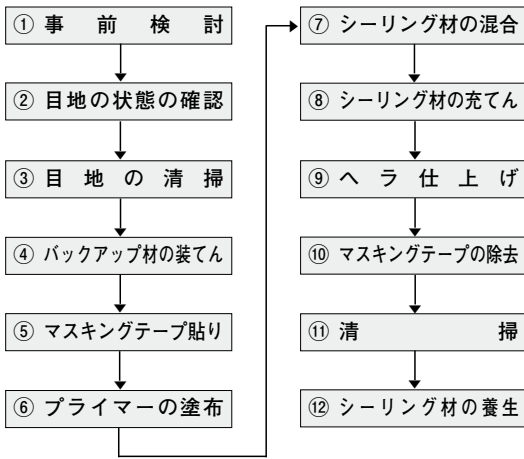 ① 事前検討
② 目地の状態の確認
③ 目地の清掃
④ バックアップ材の装てん
⑤ マスキングテープ貼り
⑥ プライマーの塗布
⑦ シーリング材の混合
⑧ シーリング材の充てん
⑨ ヘラ仕上げ
⑩ マスキングテープの除去
⑪ 清掃
⑫ シーリング材の養生